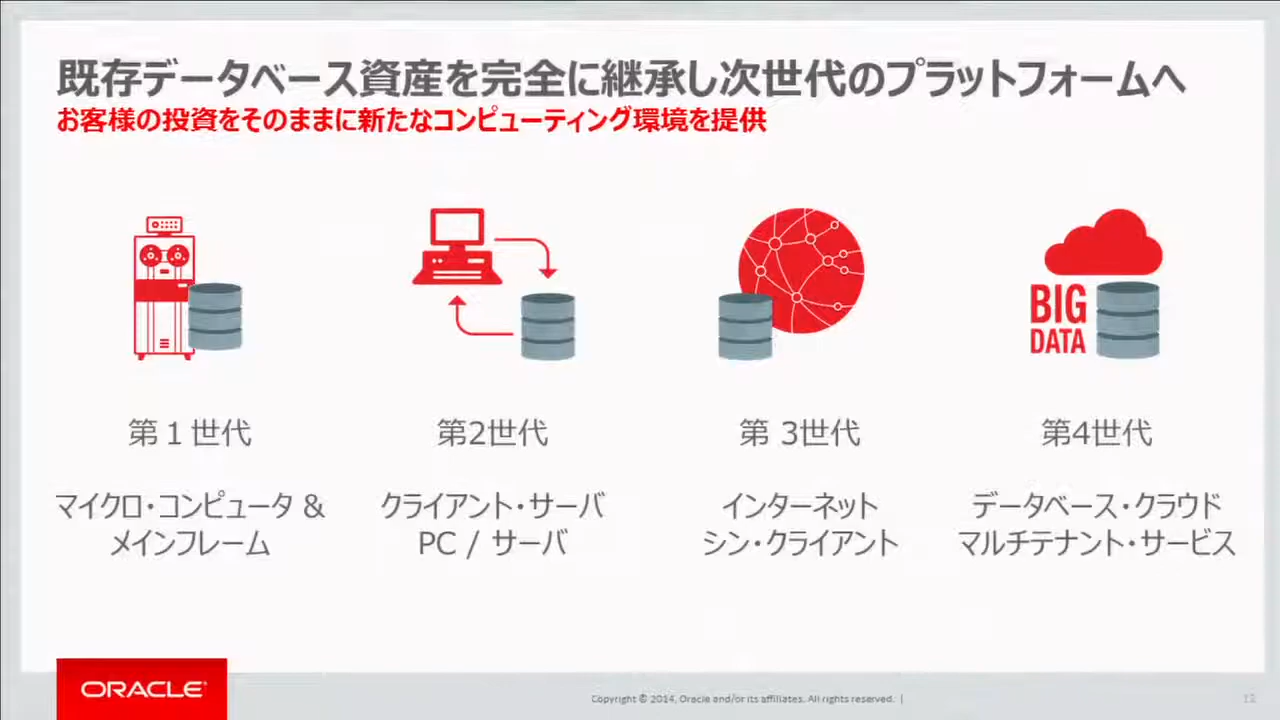 既存データベース資産を完全に継承し次世代のプラットフォームへ
お客様の投資をそのままに新たなコンピューティング環境を提供
BIG
DATA
第１世代
第2世代
第 3世代
第4世代
マイクロ・コンピュータ &
メインフレーム
クライアント・サーバ
PC / サーバ
インターネット
シン・クライアント
データベース・クラウド
マルチテナント・サービス
ORACLE®
Copyright © 2014, Oracle and/or its affiliates. All rights reserved. |
12